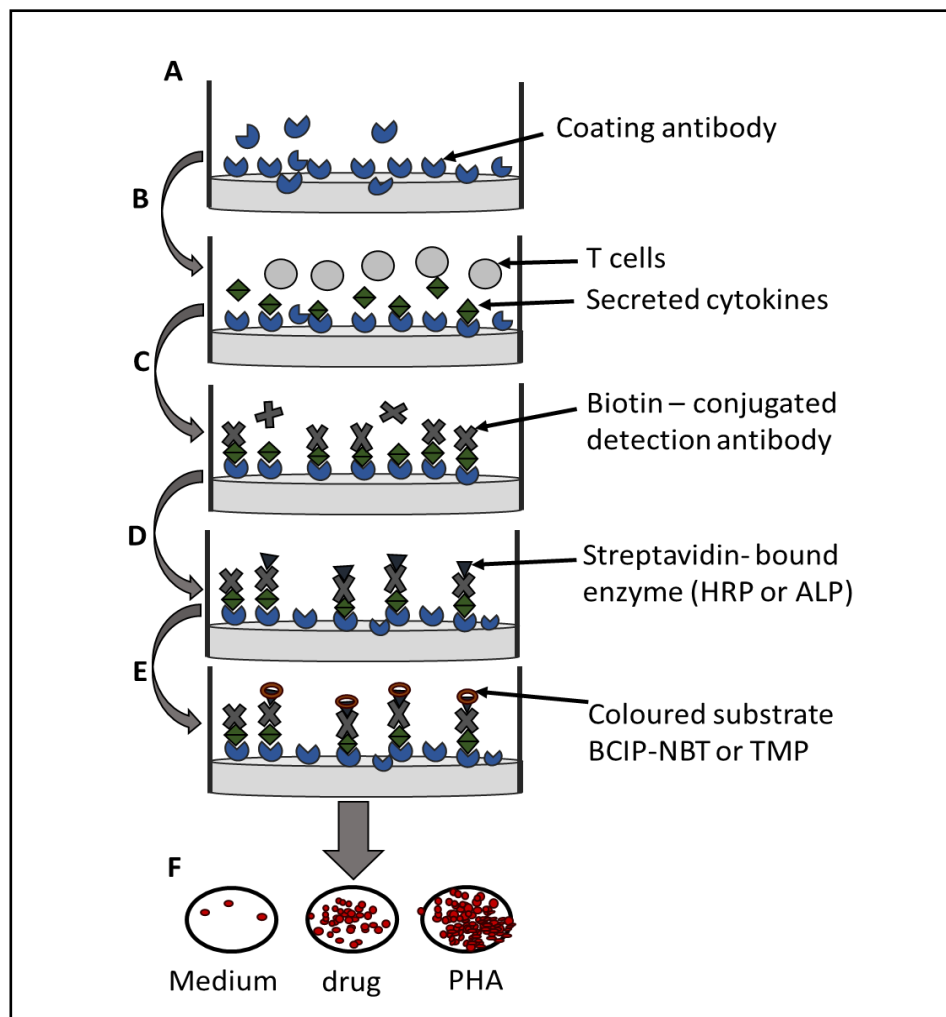 A
Coating antibody
B
T cells
Secreted cytokines
C
Biotin – conjugated
detection antibody
D
Streptavidin- bound
enzyme (HRP or ALP)
E
Coloured substrate
BCIP-NBT or TMP
F
Medium drug PHA